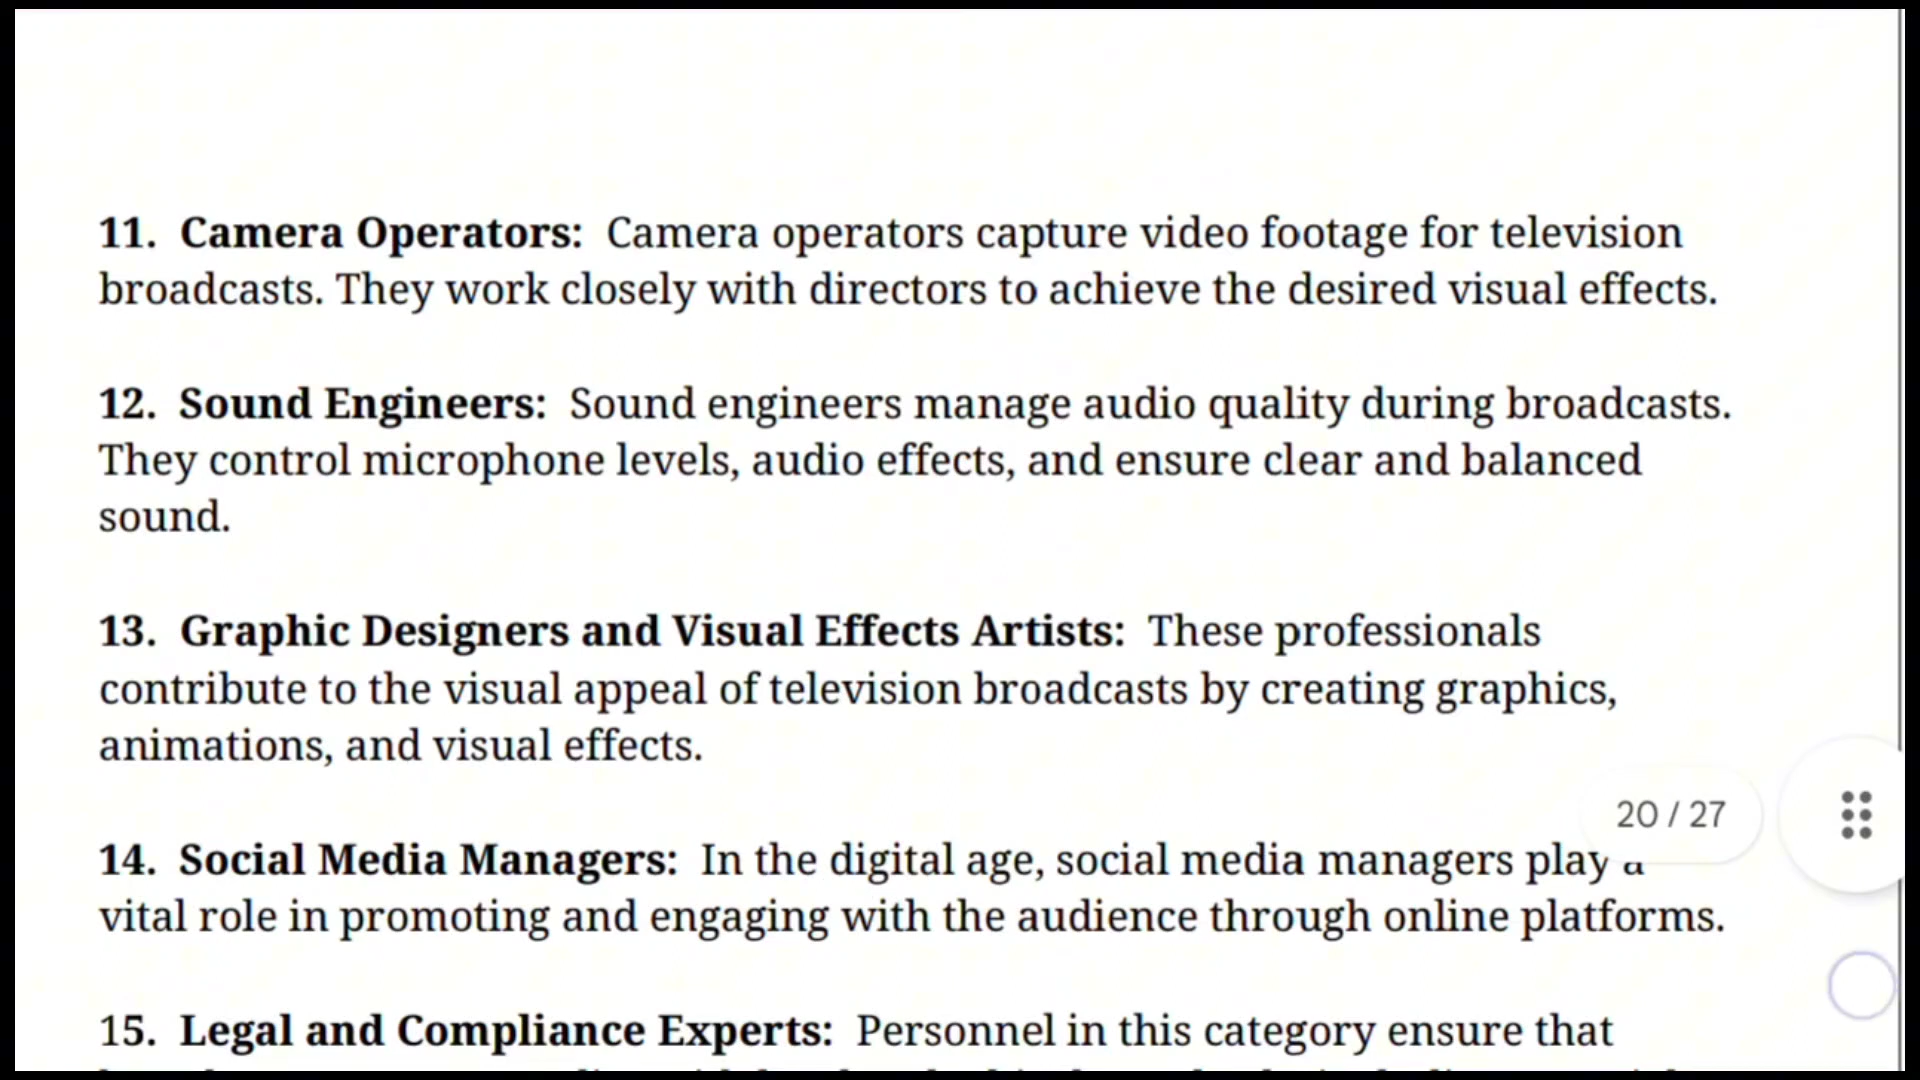 11. Camera Operators: Camera operators capture video footage for television
broadcasts. They work closely with directors to achieve the desired visual effects.
12. Sound Engineers: Sound engineers manage audio quality during broadcasts.
They control microphone levels, audio effects, and ensure clear and balanced
sound.
13. Graphic Designers and Visual Effects Artists: These professionals
contribute to the visual appeal of television broadcasts by creating graphics,
animations, and visual effects.
20 / 27
14. Social Media Managers: In the digital age, social media managers play a
vital role in promoting and engaging with the audience through online platforms.
15. Legal and Compliance Experts: Personnel in this category ensure that